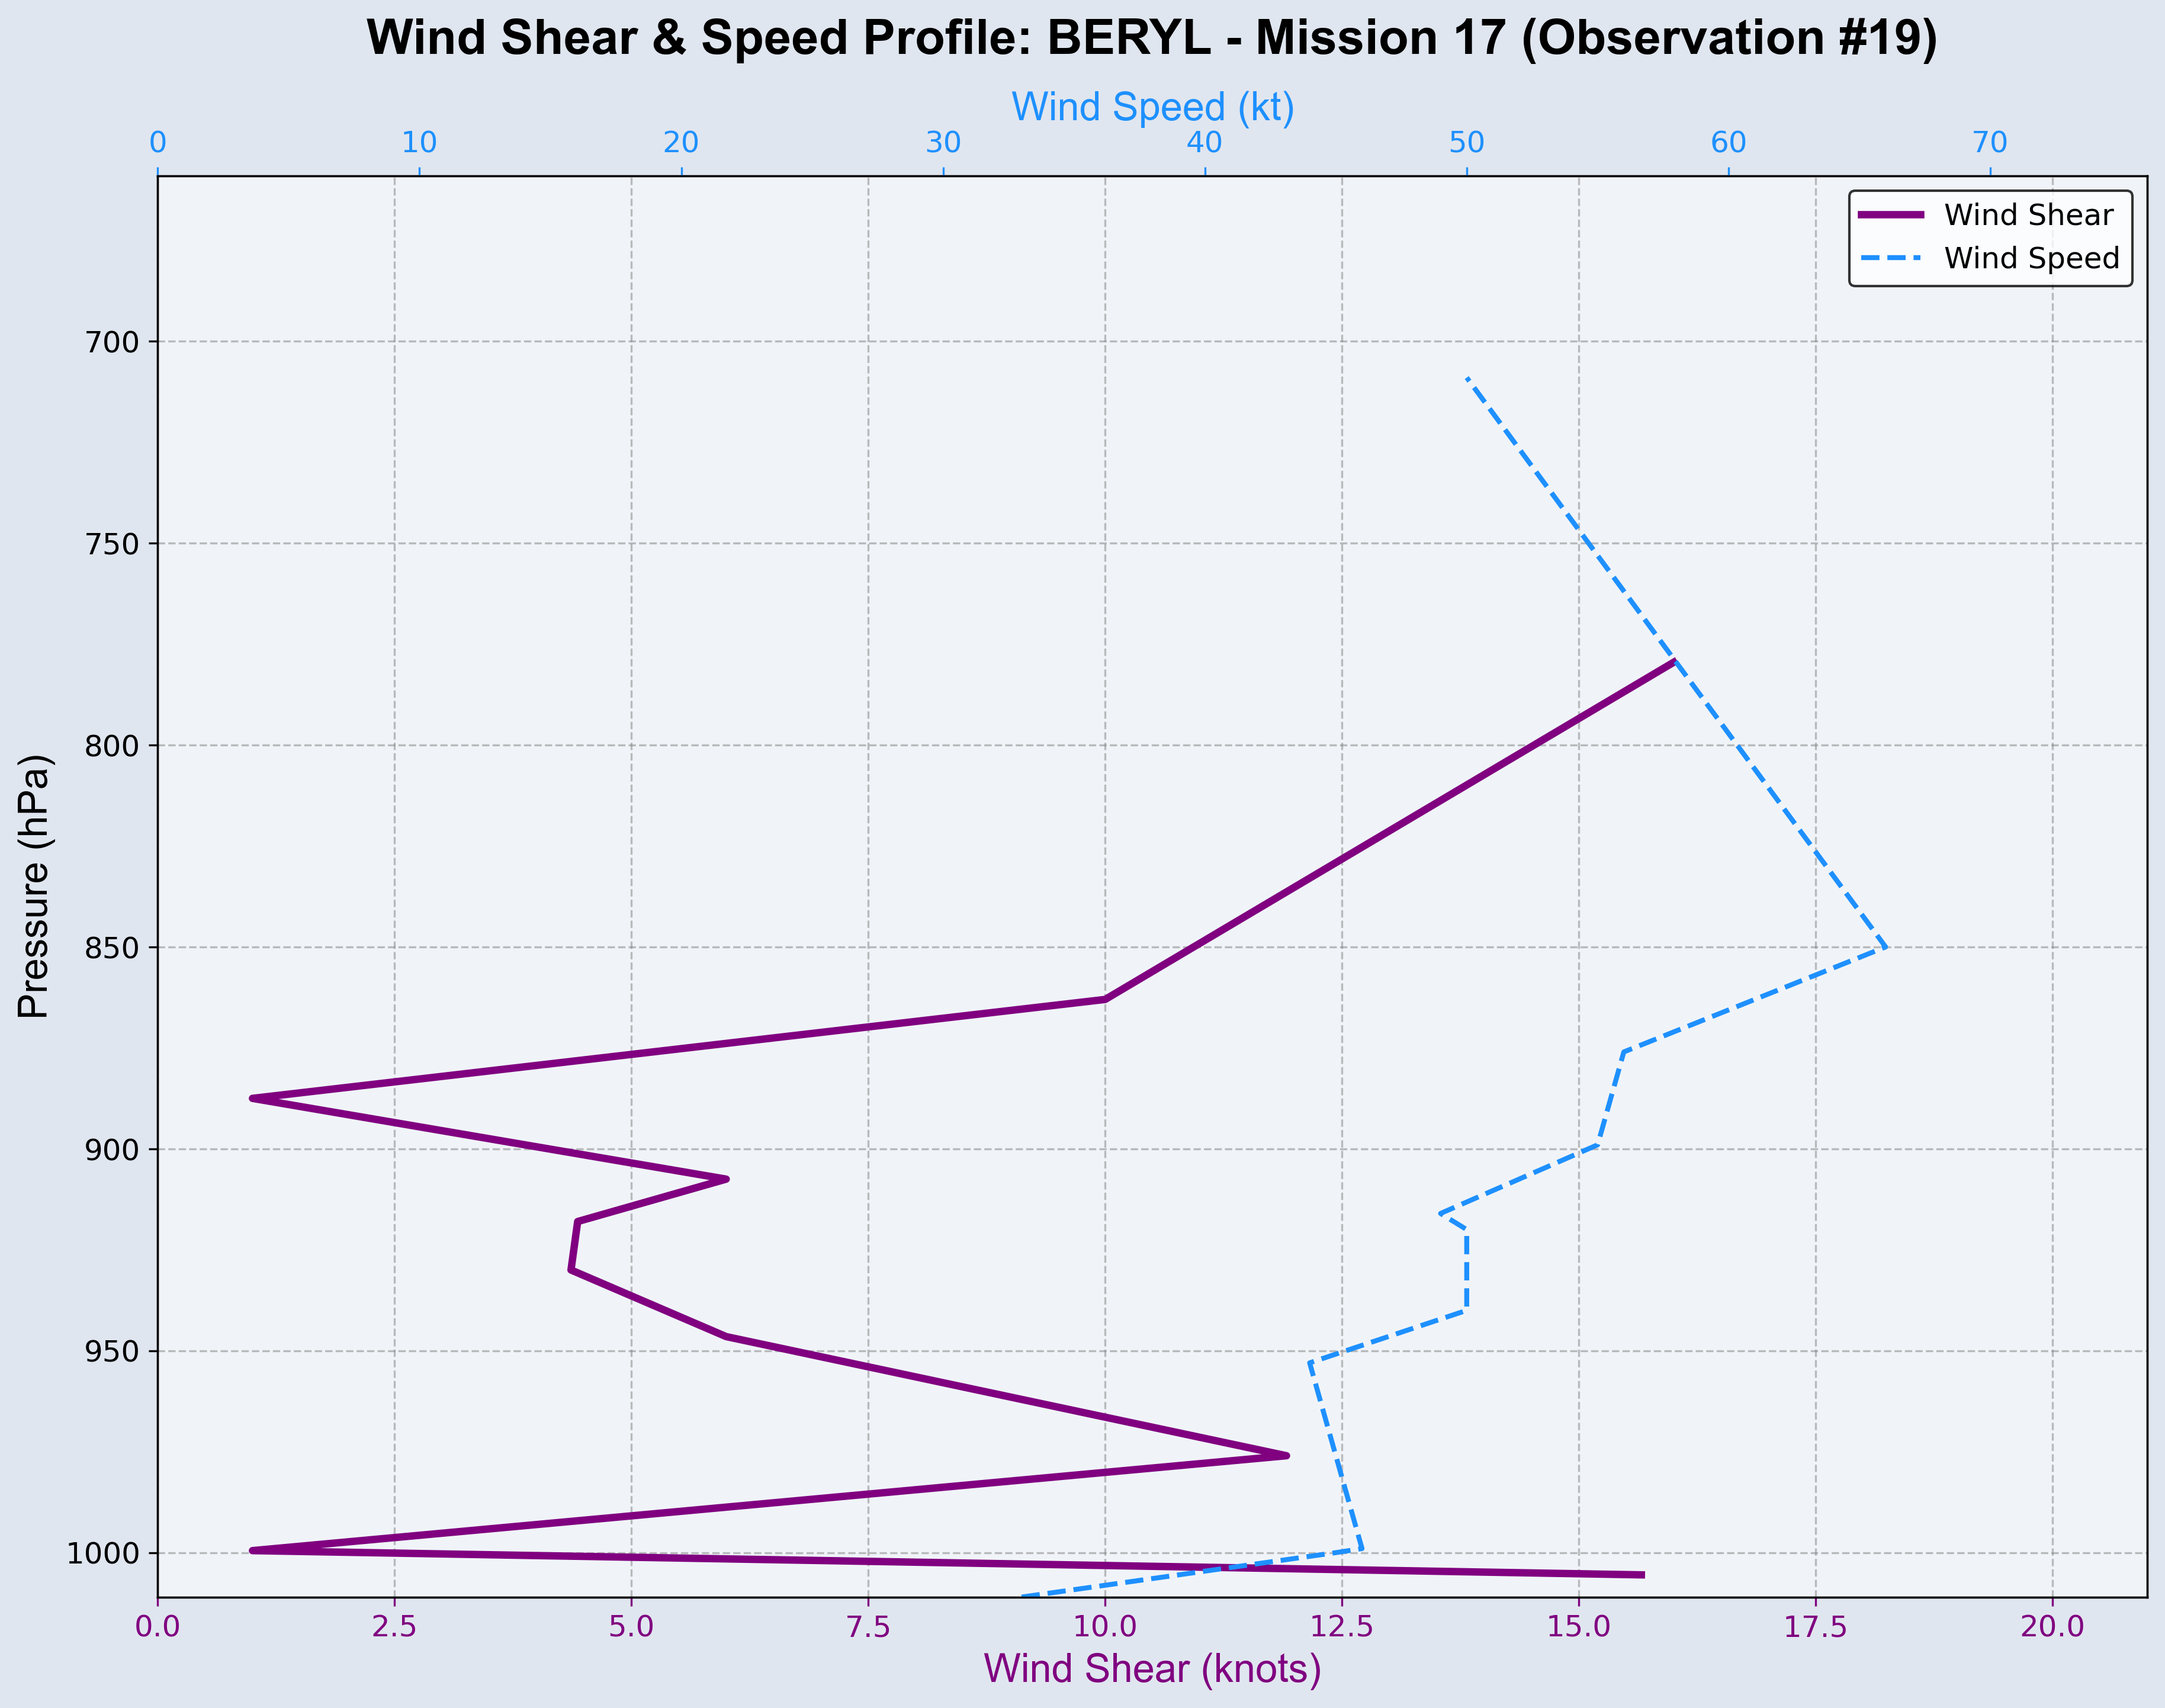 Wind Shear & Speed Profile: BERYL - Mission 17 (Observation #19)
Wind Speed (kt)
0 10 20 30 40 50 60 70
Wind Shear
Wind Speed
700
750
800
850
900
950
1000
Pressure (hPa)
0.0 2.5 5.0 7.5 10.0 12.5 15.0 17.5 20.0
Wind Shear (knots)